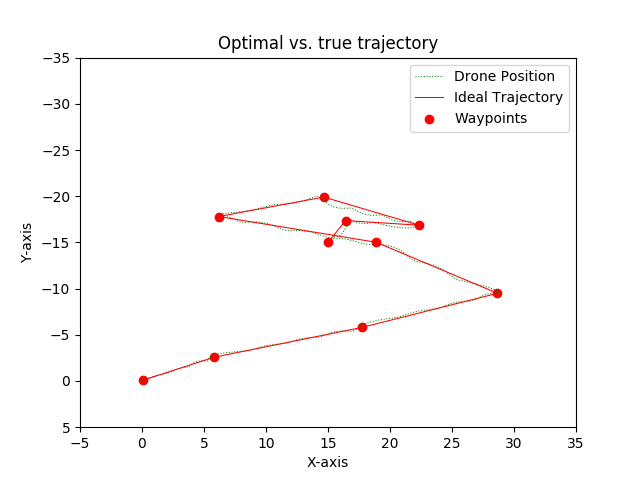 Optimal vs. true trajectory
Drone Position
Ideal Trajectory
Waypoints
Y-axis
−35
−30
−25
−20
−15
−10
−5
0
5
−5 0 5 10 15 20 25 30 35
X-axis